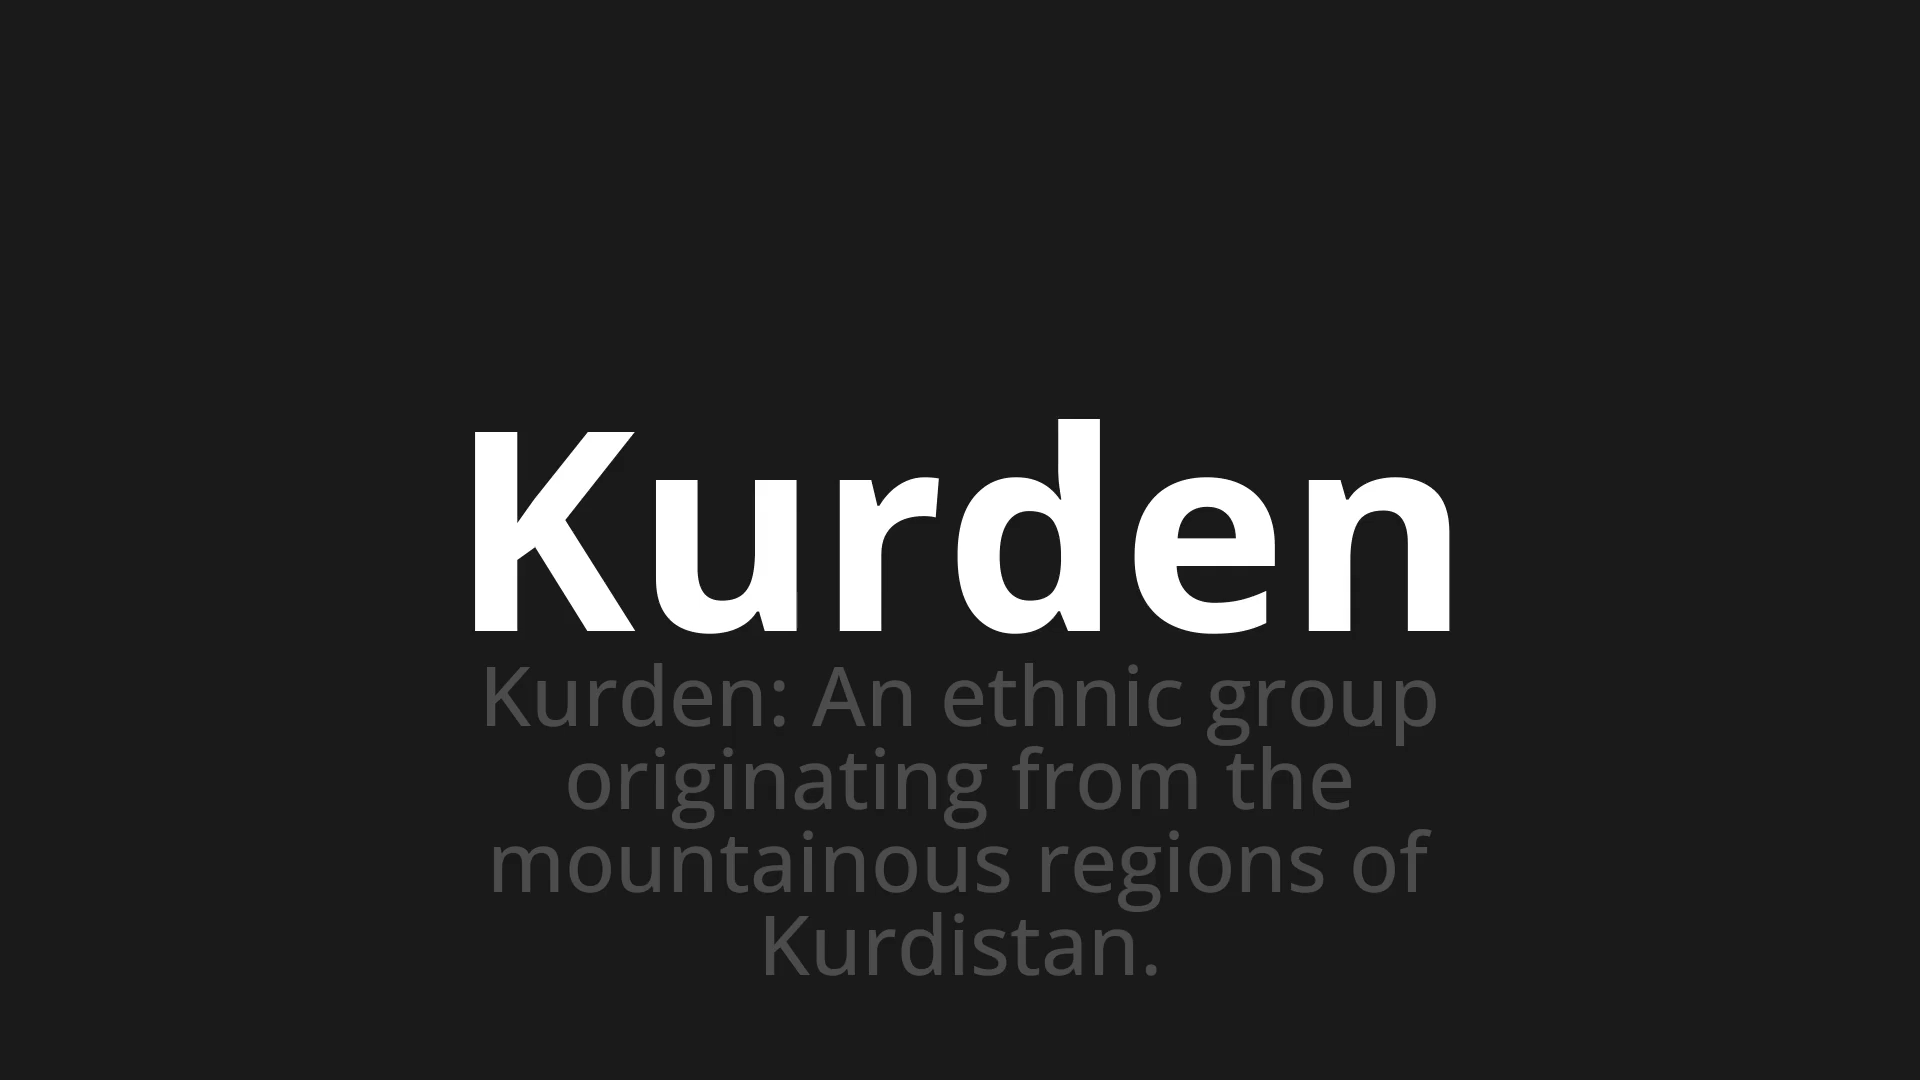 Kurden
Kurden: An ethnic group
originating from the
mountainous regions of
Kurdistan.